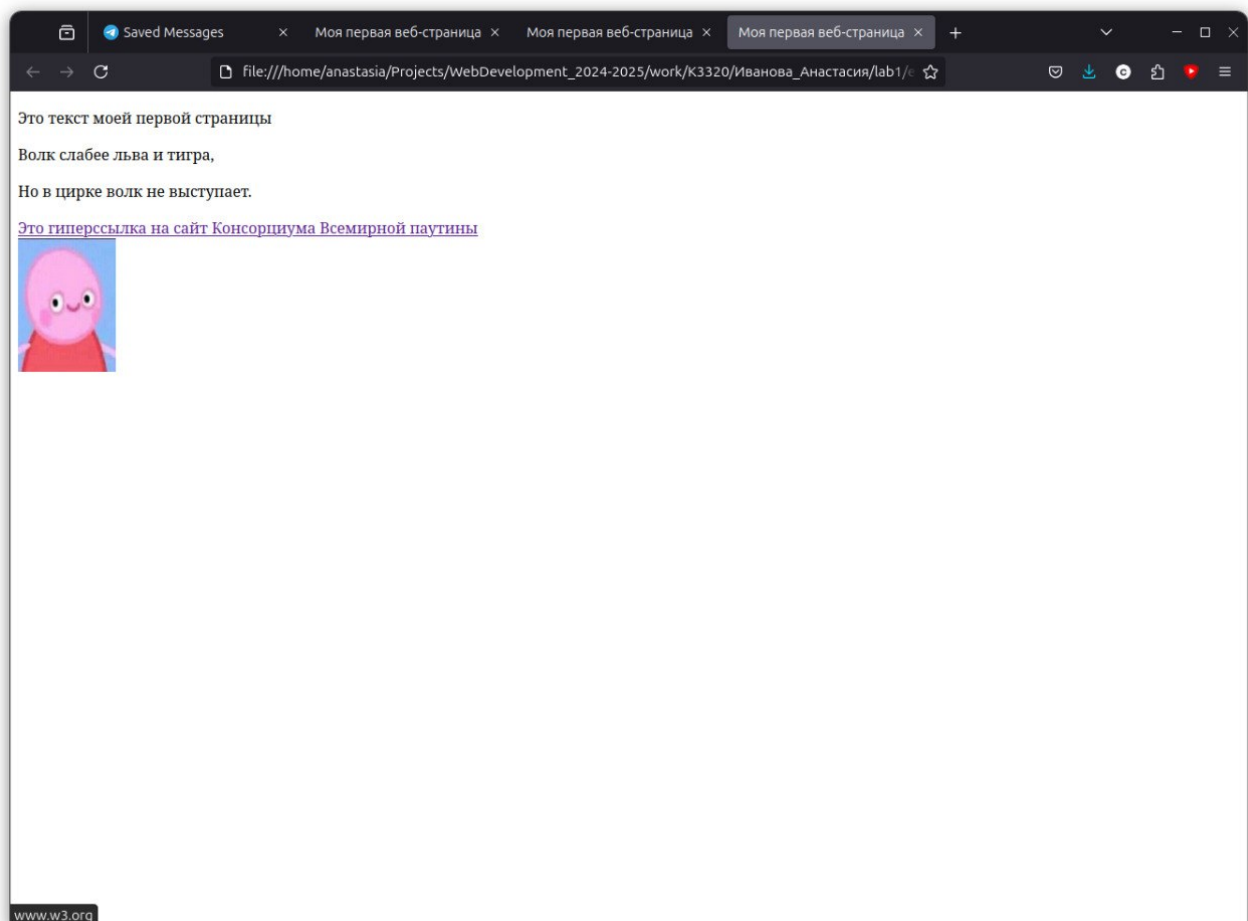 Saved Messages
Моя первая веб-страница
Моя первая веб-страница
Моя первая веб-страница
file:///home/anastasia/Projects/WebDevelopment_2024-2025/work/K3320/Иванова_Анастасия/lab1/
Это текст моей первой страницы
Волк слабее льва и тигра,
Но в цирке волк не выступает.
Это гиперссылка на сайт Консорциума Всемирной паутины
www.w3.org